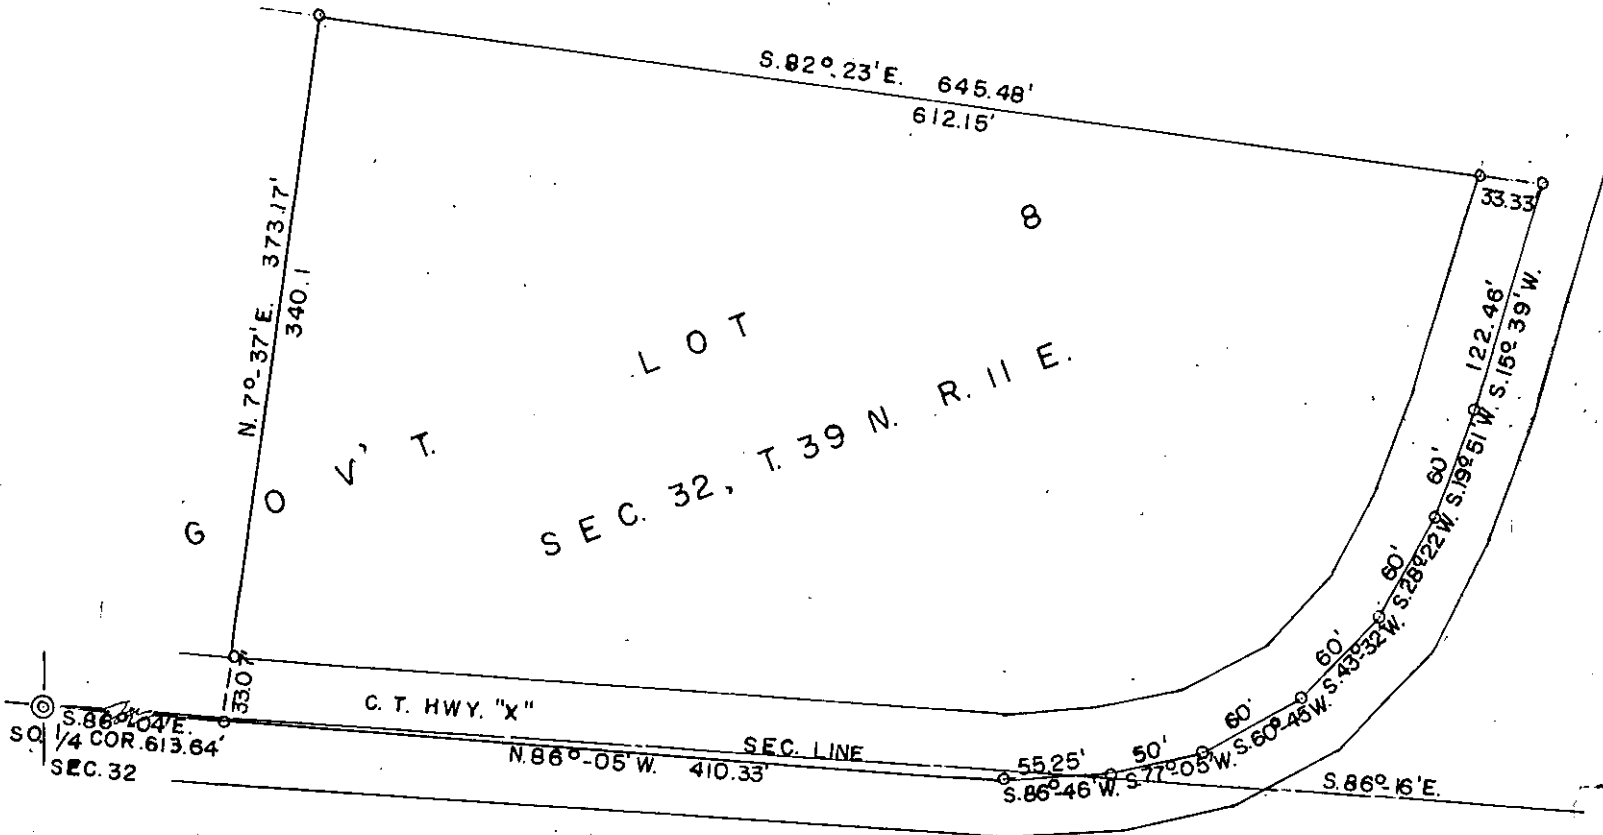 S.82°.23'E. 645.48'
612.15'
33.33
8
N. 7°-37'E. 373.17'
340.1
122.46'
S.15°39'W.
GOV'T. LOT
SEC. 32, T. 39 N. R. 11 E.
60'
S.19°51'W.
60'
S.28°22'W.
60'
S.43°-32'W.
60'
S.60°-45'W.
33.07'
C. T. HWY. "X"
S.86°-04'E.
SO 1/4 COR. 613.64'
SEC. 32
SEC. LINE
N.86°-05'W. 410.33'
55.25'
S.86°-46'W.
50'
S.77°-05'W.
S.86°-16'E.